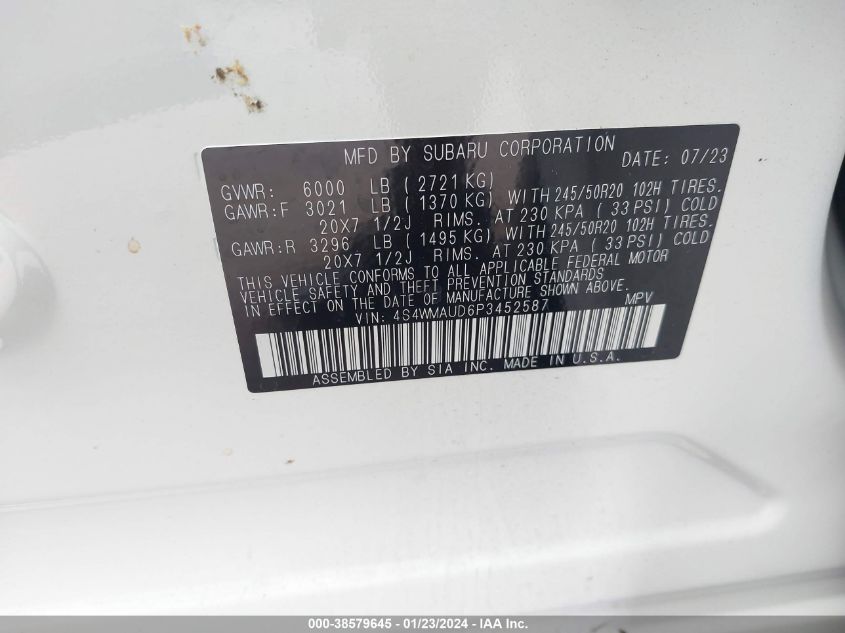 MFD BY SUBARU CORPORATION DATE: 07/23
GVWR: 6000 LB ( 2721 KG)
GAWR:F 3021 LB ( 1370 KG) WITH 245/50R20 102H TIRES.
20X7 1/2J RIMS. AT 230 KPA ( 33 PSI) COLD
GAWR:R 3296 LB ( 1495 KG) WITH 245/50R20 102H TIRES.
20X7 1/2J RIMS. AT 230 KPA ( 33 PSI) COLD
THIS VEHICLE CONFORMS TO ALL APPLICABLE FEDERAL MOTOR
VEHICLE SAFETY AND THEFT PREVENTION STANDARDS
IN EFFECT ON THE DATE OF MANUFACTURE SHOWN ABOVE.
VIN: 4S4WMAUD6P3452587 MPV
ASSEMBLED BY SIA INC. MADE IN U.S.A.
000-38579645 - 01/23/2024 - IAA Inc.